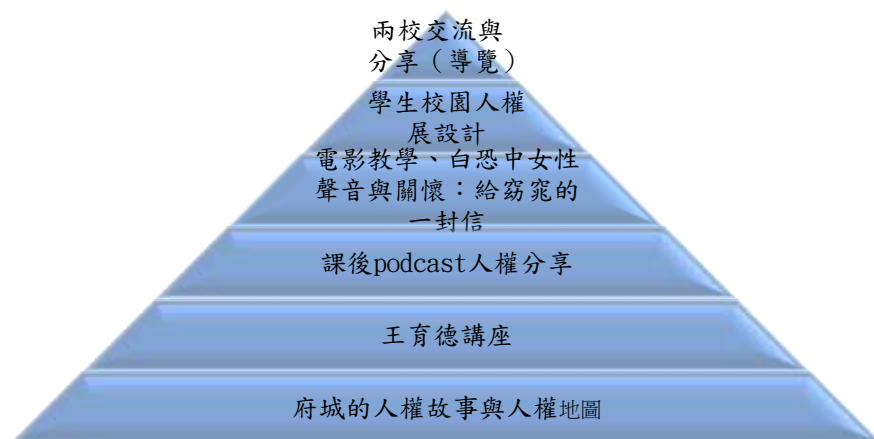 兩校交流與
分享（導覽）
學生校園人權
展設計
電影教學、白恐中女性
聲音與關懷：給窈窕的
一封信
課後podcast人權分享
王育德講座
府城的人權故事與人權地圖